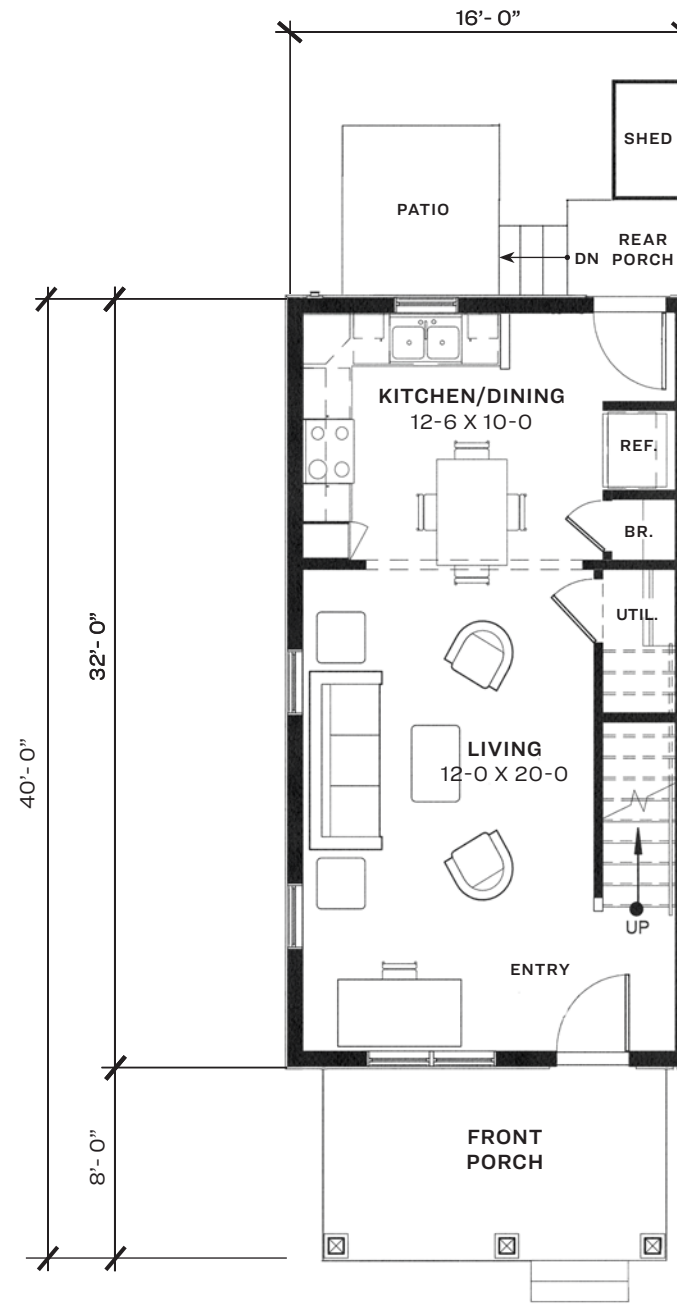 16'- 0"
SHED
PATIO
REAR
PORCH
DN
KITCHEN/DINING
12-6 X 10-0
REF.
BR.
UTIL.
32'- 0"
LIVING
12-0 X 20-0
40'- 0"
UP
ENTRY
8'- 0"
FRONT
PORCH